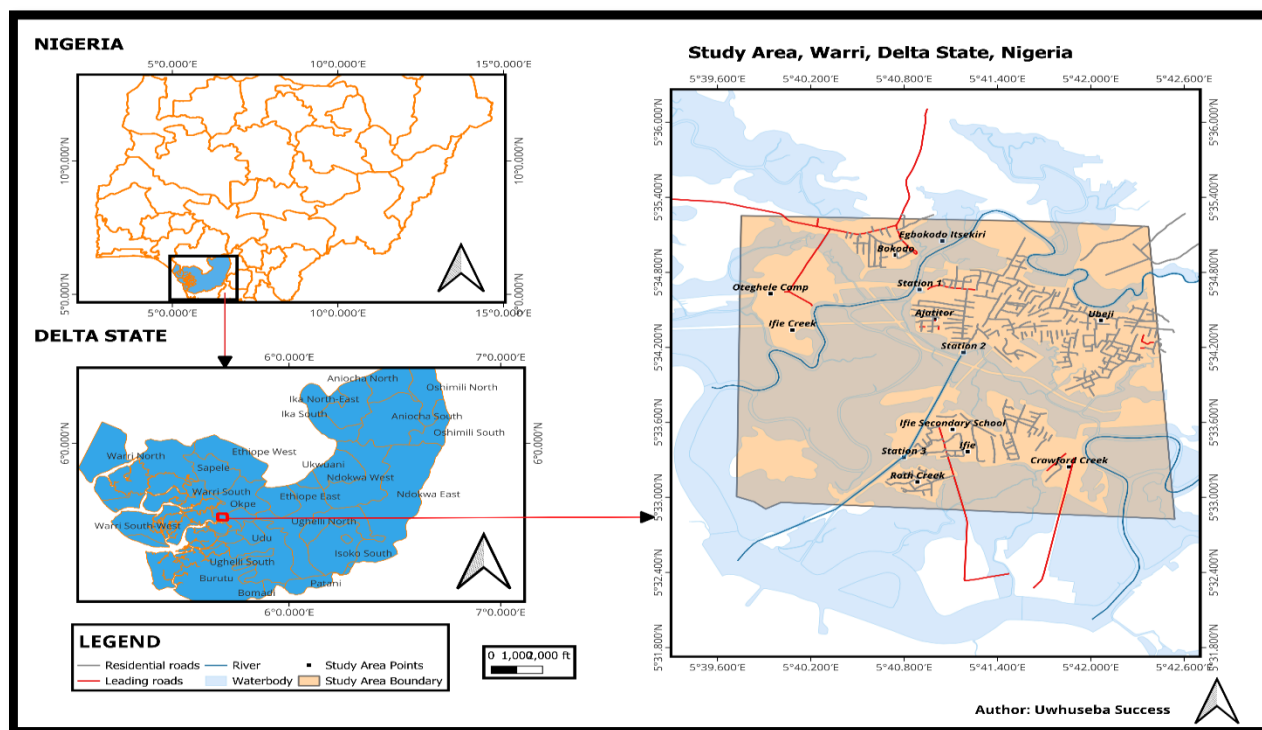 NIGERIA
5°0.000'E 10°0.000'E 15°0.000'E
10°0.000'N 10°0.000'N
5°0.000'N 5°0.000'N
5°0.000'E 10°0.000'E 15°0.000'E
DELTA STATE
6°0.000'E 7°0.000'E
Aniocha North
Oshimili North
Ika North-East
Ika South
Aniocha South
Oshimili South
6°0.000'N 6°0.000'N
Warri North
Ethiope West
Sapele
Ukwuani
Ndokwa West
Warri South
Ethiope East
Ndokwa East
Okpe
Warri South-West
Ughelli North
Udu
Isoko South
Ughelli South
Burutu
Patani
Bomadi
6°0.000'E 7°0.000'E
LEGEND
Residential roads River Study Area Points
Leading roads Waterbody Study Area Boundary
0 1,000 2,000 ft
Study Area, Warri, Delta State, Nigeria
5°39.600'E 5°40.200'E 5°40.800'E 5°41.400'E 5°42.000'E 5°42.600'E
5°36.000'N 5°36.000'N
5°35.400'N 5°35.400'N
Egbokodo Itsekiri
Bokodo
5°34.800'N 5°34.800'N
Oteghele Camp
Station 1
Ajatitor
Ubeji
Ifie Creek
5°34.200'N 5°34.200'N
Station 2
5°33.600'N 5°33.600'N
Ifie Secondary School
Ifie
Station 3
Crawford Creek
Rath Creek
5°33.000'N 5°33.000'N
5°32.400'N 5°32.400'N
5°31.800'N 5°31.800'N
5°39.600'E 5°40.200'E 5°40.800'E 5°41.400'E 5°42.000'E 5°42.600'E
Author: Uwhuseba Success